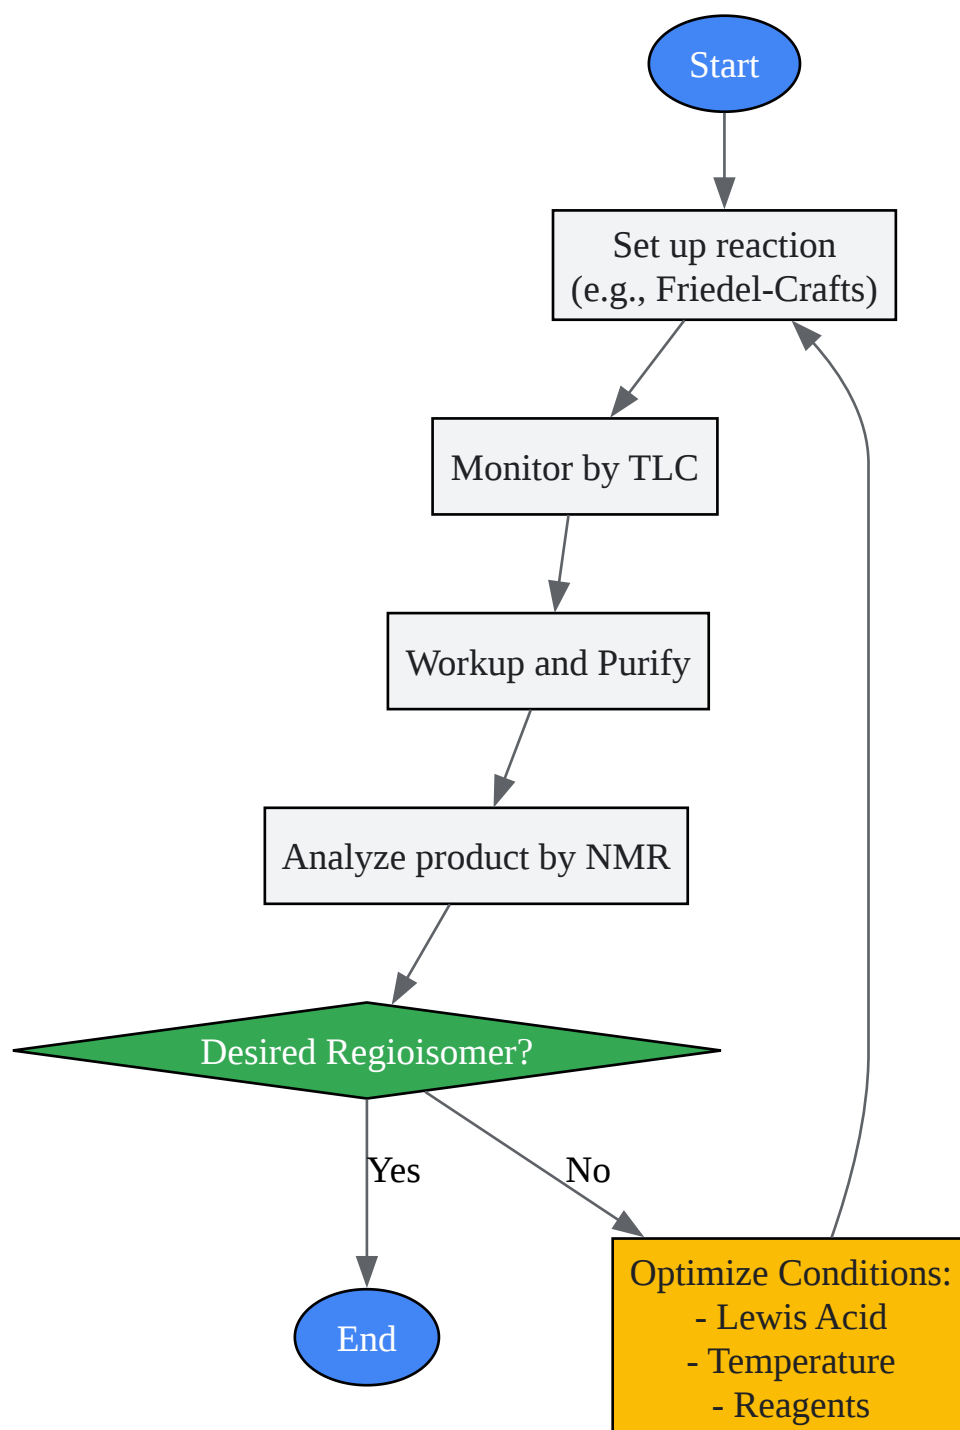 Start
Set up reaction
(e.g., Friedel-Crafts)
Monitor by TLC
Workup and Purify
Analyze product by NMR
Desired Regioisomer?
Yes
No
End
Optimize Conditions:
- Lewis Acid
- Temperature
- Reagents